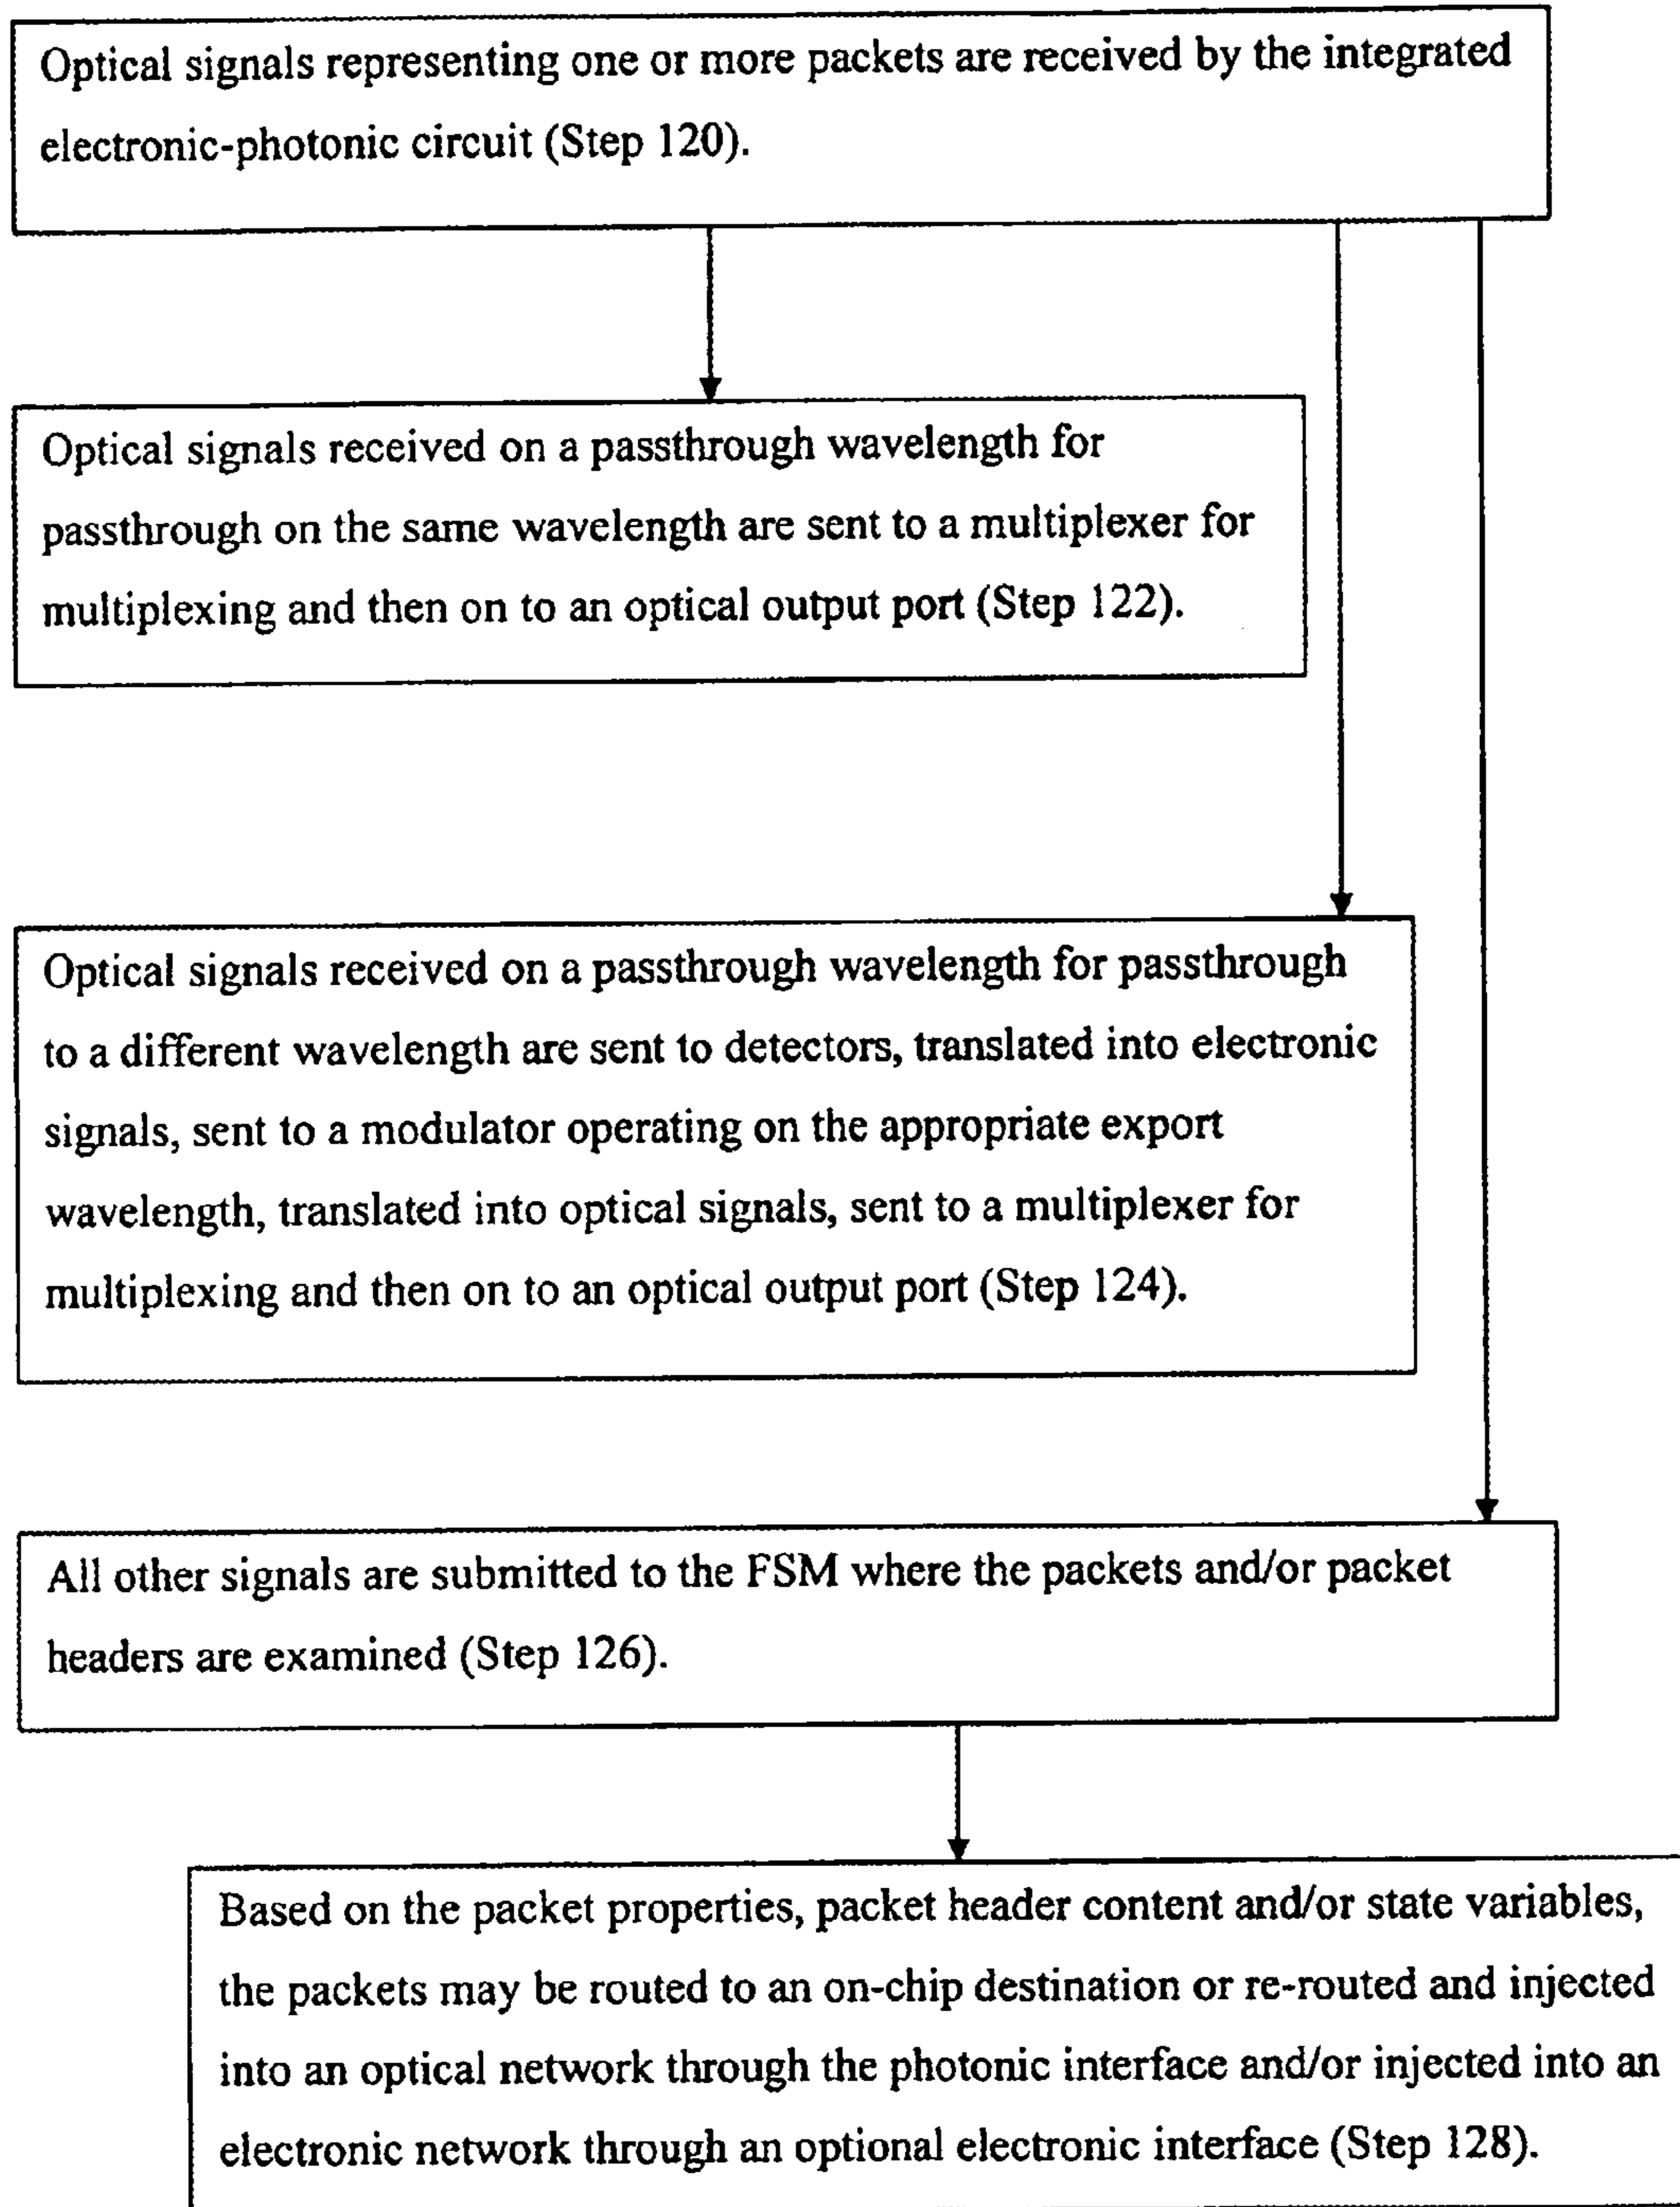 Optical signals representing one or more packets are received by the integrated
electronic-photonic circuit (Step 120).
Optical signals received on a passthrough wavelength for
passthrough on the same wavelength are sent to a multiplexer for
multiplexing and then on to an optical output port (Step 122).
Optical signals received on a passthrough wavelength for passthrough
to a different wavelength are sent to detectors, translated into electronic
signals, sent to a modulator operating on the appropriate export
wavelength, translated into optical signals, sent to a multiplexer for
multiplexing and then on to an optical output port (Step 124).
All other signals are submitted to the FSM where the packets and/or packet
headers are examined (Step 126).
Based on the packet properties, packet header content and/or state variables,
the packets may be routed to an on-chip destination or re-routed and injected
into an optical network through the photonic interface and/or injected into an
electronic network through an optional electronic interface (Step 128).